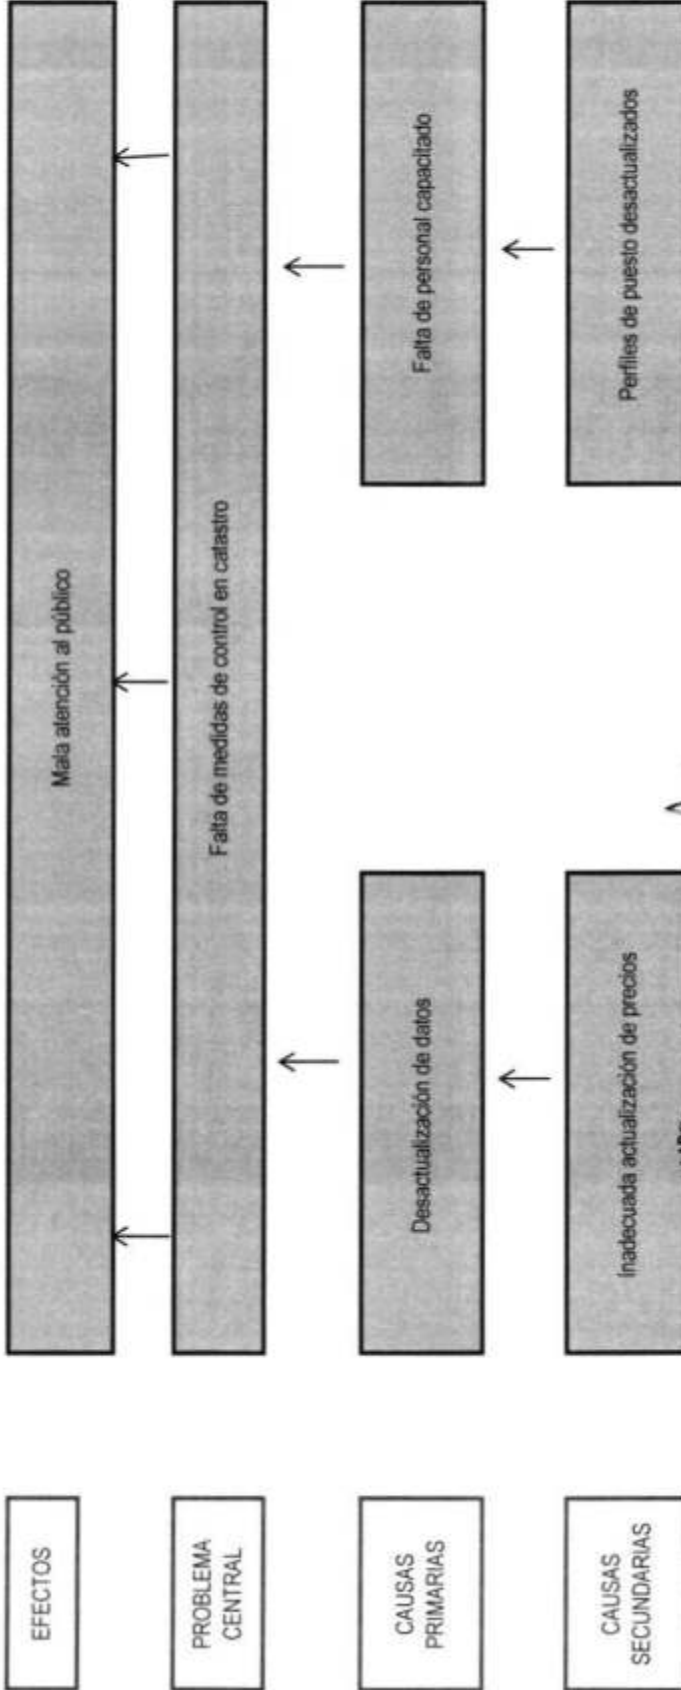 EFECTOS
Mala atención al público
PROBLEMA
CENTRAL
Falta de medidas de control en catastro
CAUSAS
PRIMARIAS
Desactualización de datos
Falta de personal capacitado
CAUSAS
SECUNDARIAS
Inadecuada actualización de precios
Perfiles de puesto desactualizados